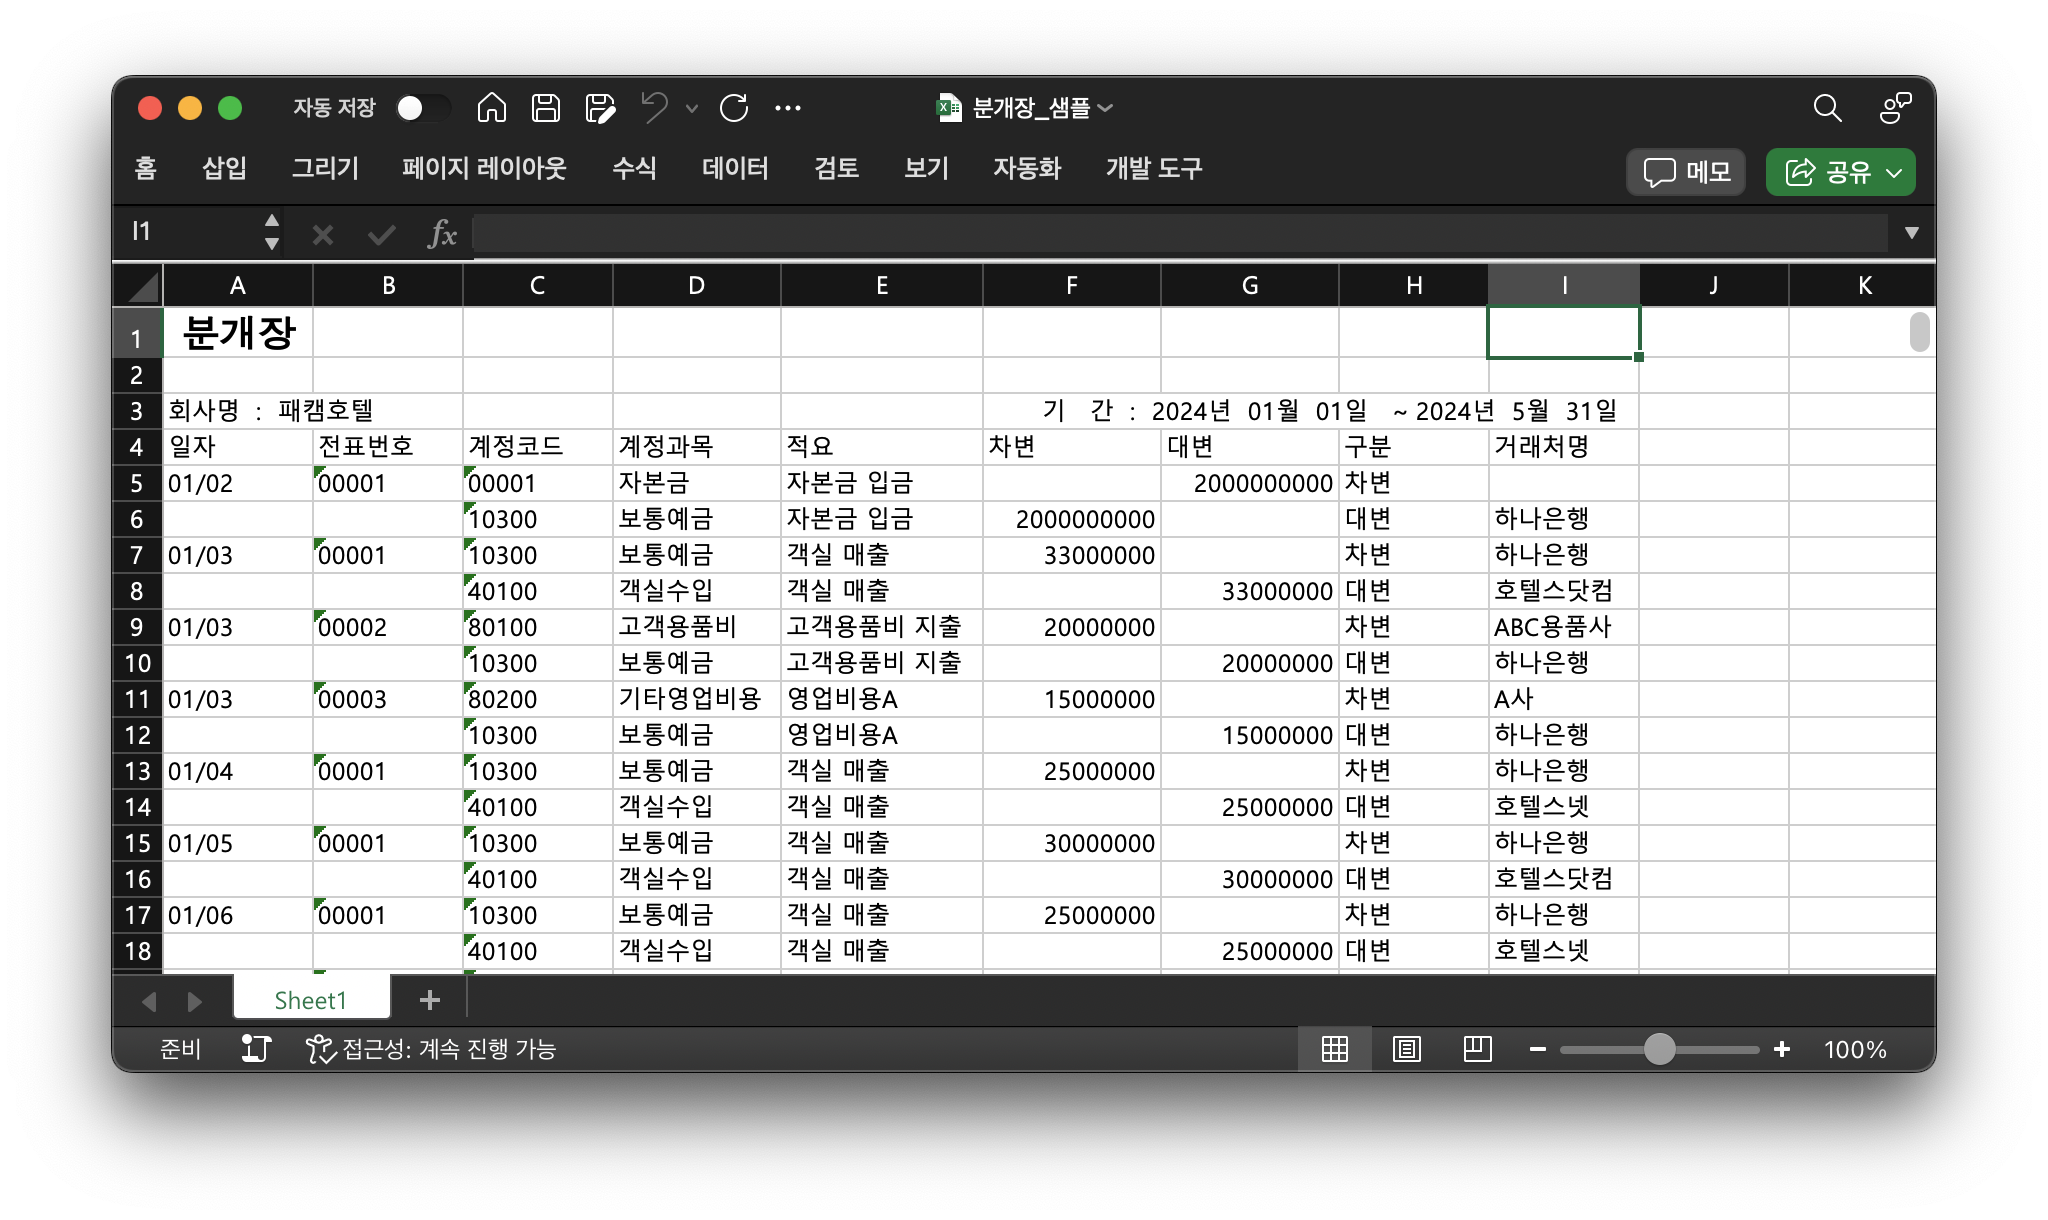 자동 저장 분개장_샘플
홈 삽입 그리기 페이지 레이아웃 수식 데이터 검토 보기 자동화 개발 도구 메모 공유
I1 fx
A B C D E F G H I J K
1 분개장
2
3 회사명 : 패캠호텔 기 간 : 2024년 01월 01일 ~ 2024년 5월 31일
4 일자 전표번호 계정코드 계정과목 적요 차변 대변 구분 거래처명
5 01/02 00001 00001 자본금 자본금 입금 2000000000 차변
6 10300 보통예금 자본금 입금 2000000000 대변 하나은행
7 01/03 00001 10300 보통예금 객실 매출 33000000 차변 하나은행
8 40100 객실수입 객실 매출 33000000 대변 호텔스닷컴
9 01/03 00002 80100 고객용품비 고객용품비 지출 20000000 차변 ABC용품사
10 10300 보통예금 고객용품비 지출 20000000 대변 하나은행
11 01/03 00003 80200 기타영업비용 영업비용A 15000000 차변 A사
12 10300 보통예금 영업비용A 15000000 대변 하나은행
13 01/04 00001 10300 보통예금 객실 매출 25000000 차변 하나은행
14 40100 객실수입 객실 매출 25000000 대변 호텔스넷
15 01/05 00001 10300 보통예금 객실 매출 30000000 차변 하나은행
16 40100 객실수입 객실 매출 30000000 대변 호텔스닷컴
17 01/06 00001 10300 보통예금 객실 매출 25000000 차변 하나은행
18 40100 객실수입 객실 매출 25000000 대변 호텔스넷
Sheet1
준비 접근성: 계속 진행 가능 100%